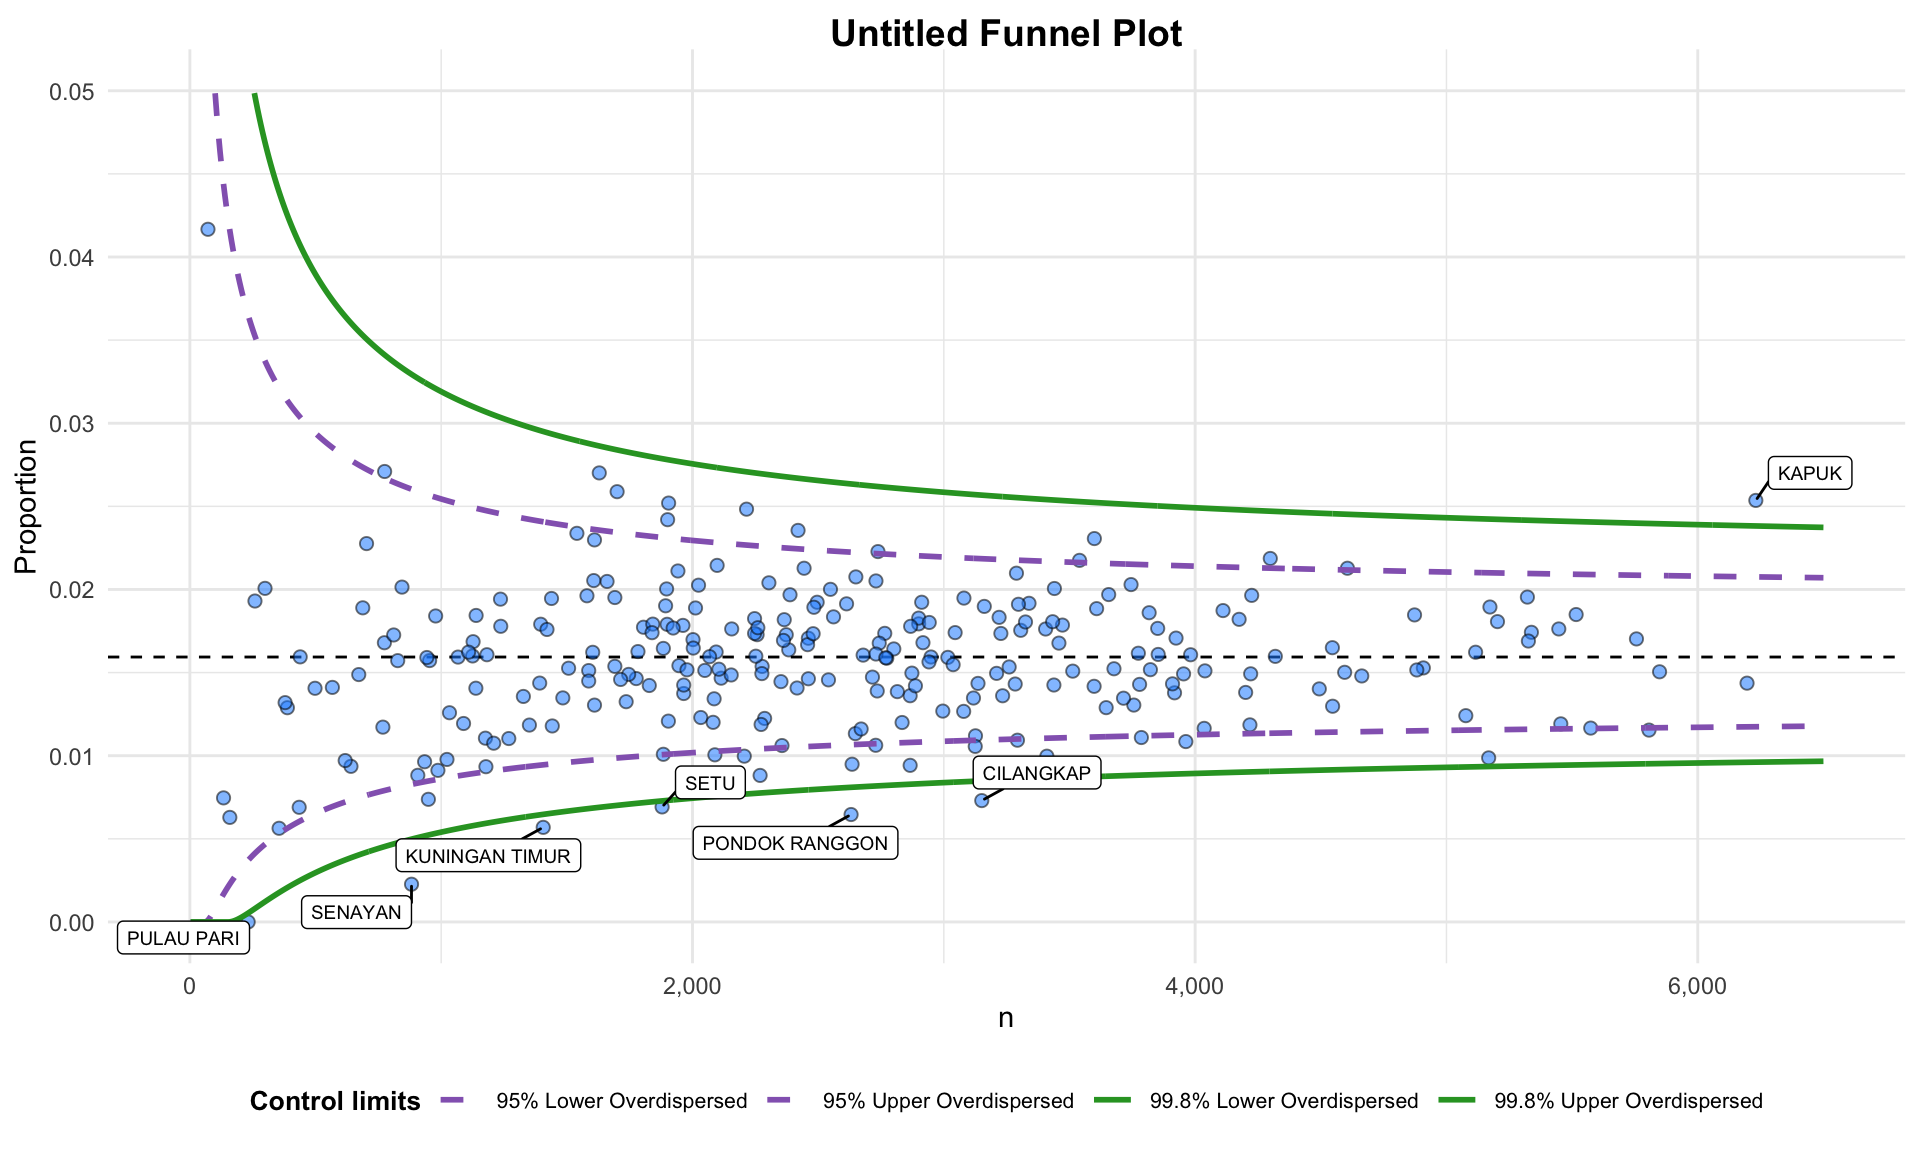 Untitled Funnel Plot
0.05
0.04
0.03
0.02
0.01
0.00
Proportion
KAPUK
CILANGKAP
SETU
PONDOK RANGGON
KUNINGAN TIMUR
SENAYAN
PULAU PARI
0 2,000 4,000 6,000
n
Control limits 95% Lower Overdispersed 95% Upper Overdispersed 99.8% Lower Overdispersed 99.8% Upper Overdispersed